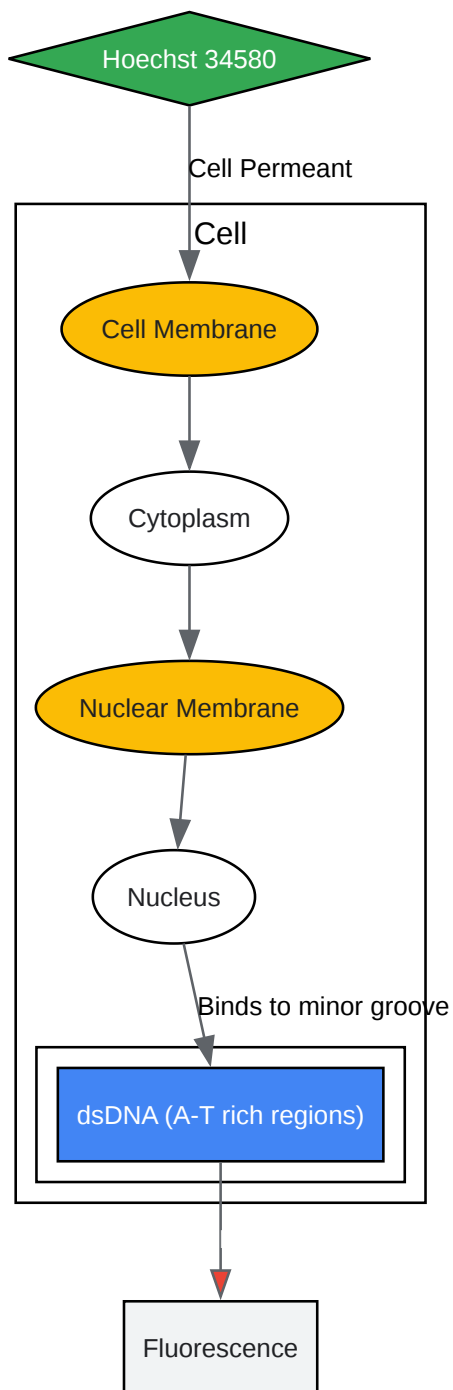 Hoechst 34580
Cell Permeant
Cell
Cell Membrane
Cytoplasm
Nuclear Membrane
Nucleus
Binds to minor groove
dsDNA (A-T rich regions)
Fluorescence